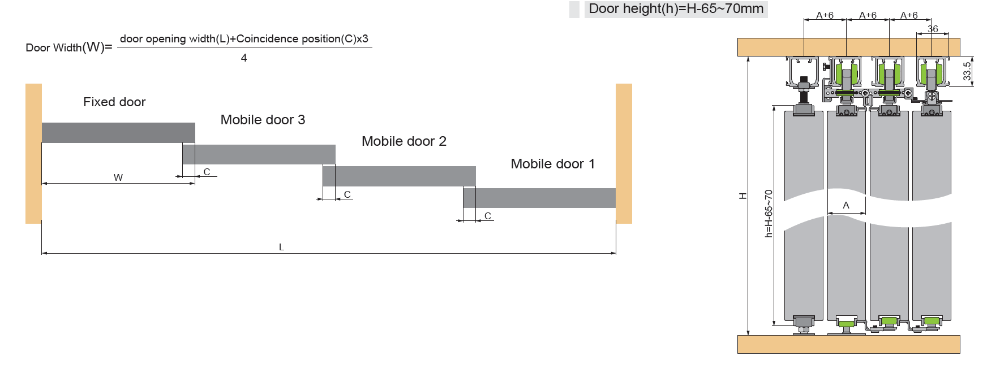 Door height(h)=H-65~70mm
Door Width(W)=
door opening width(L)+Coincidence position(C)x3
4
Fixed door
Mobile door 3
Mobile door 2
Mobile door 1
W
C
C
C
L
A+6
A+6
A+6
36
33.5
H
h=H-65~70
A